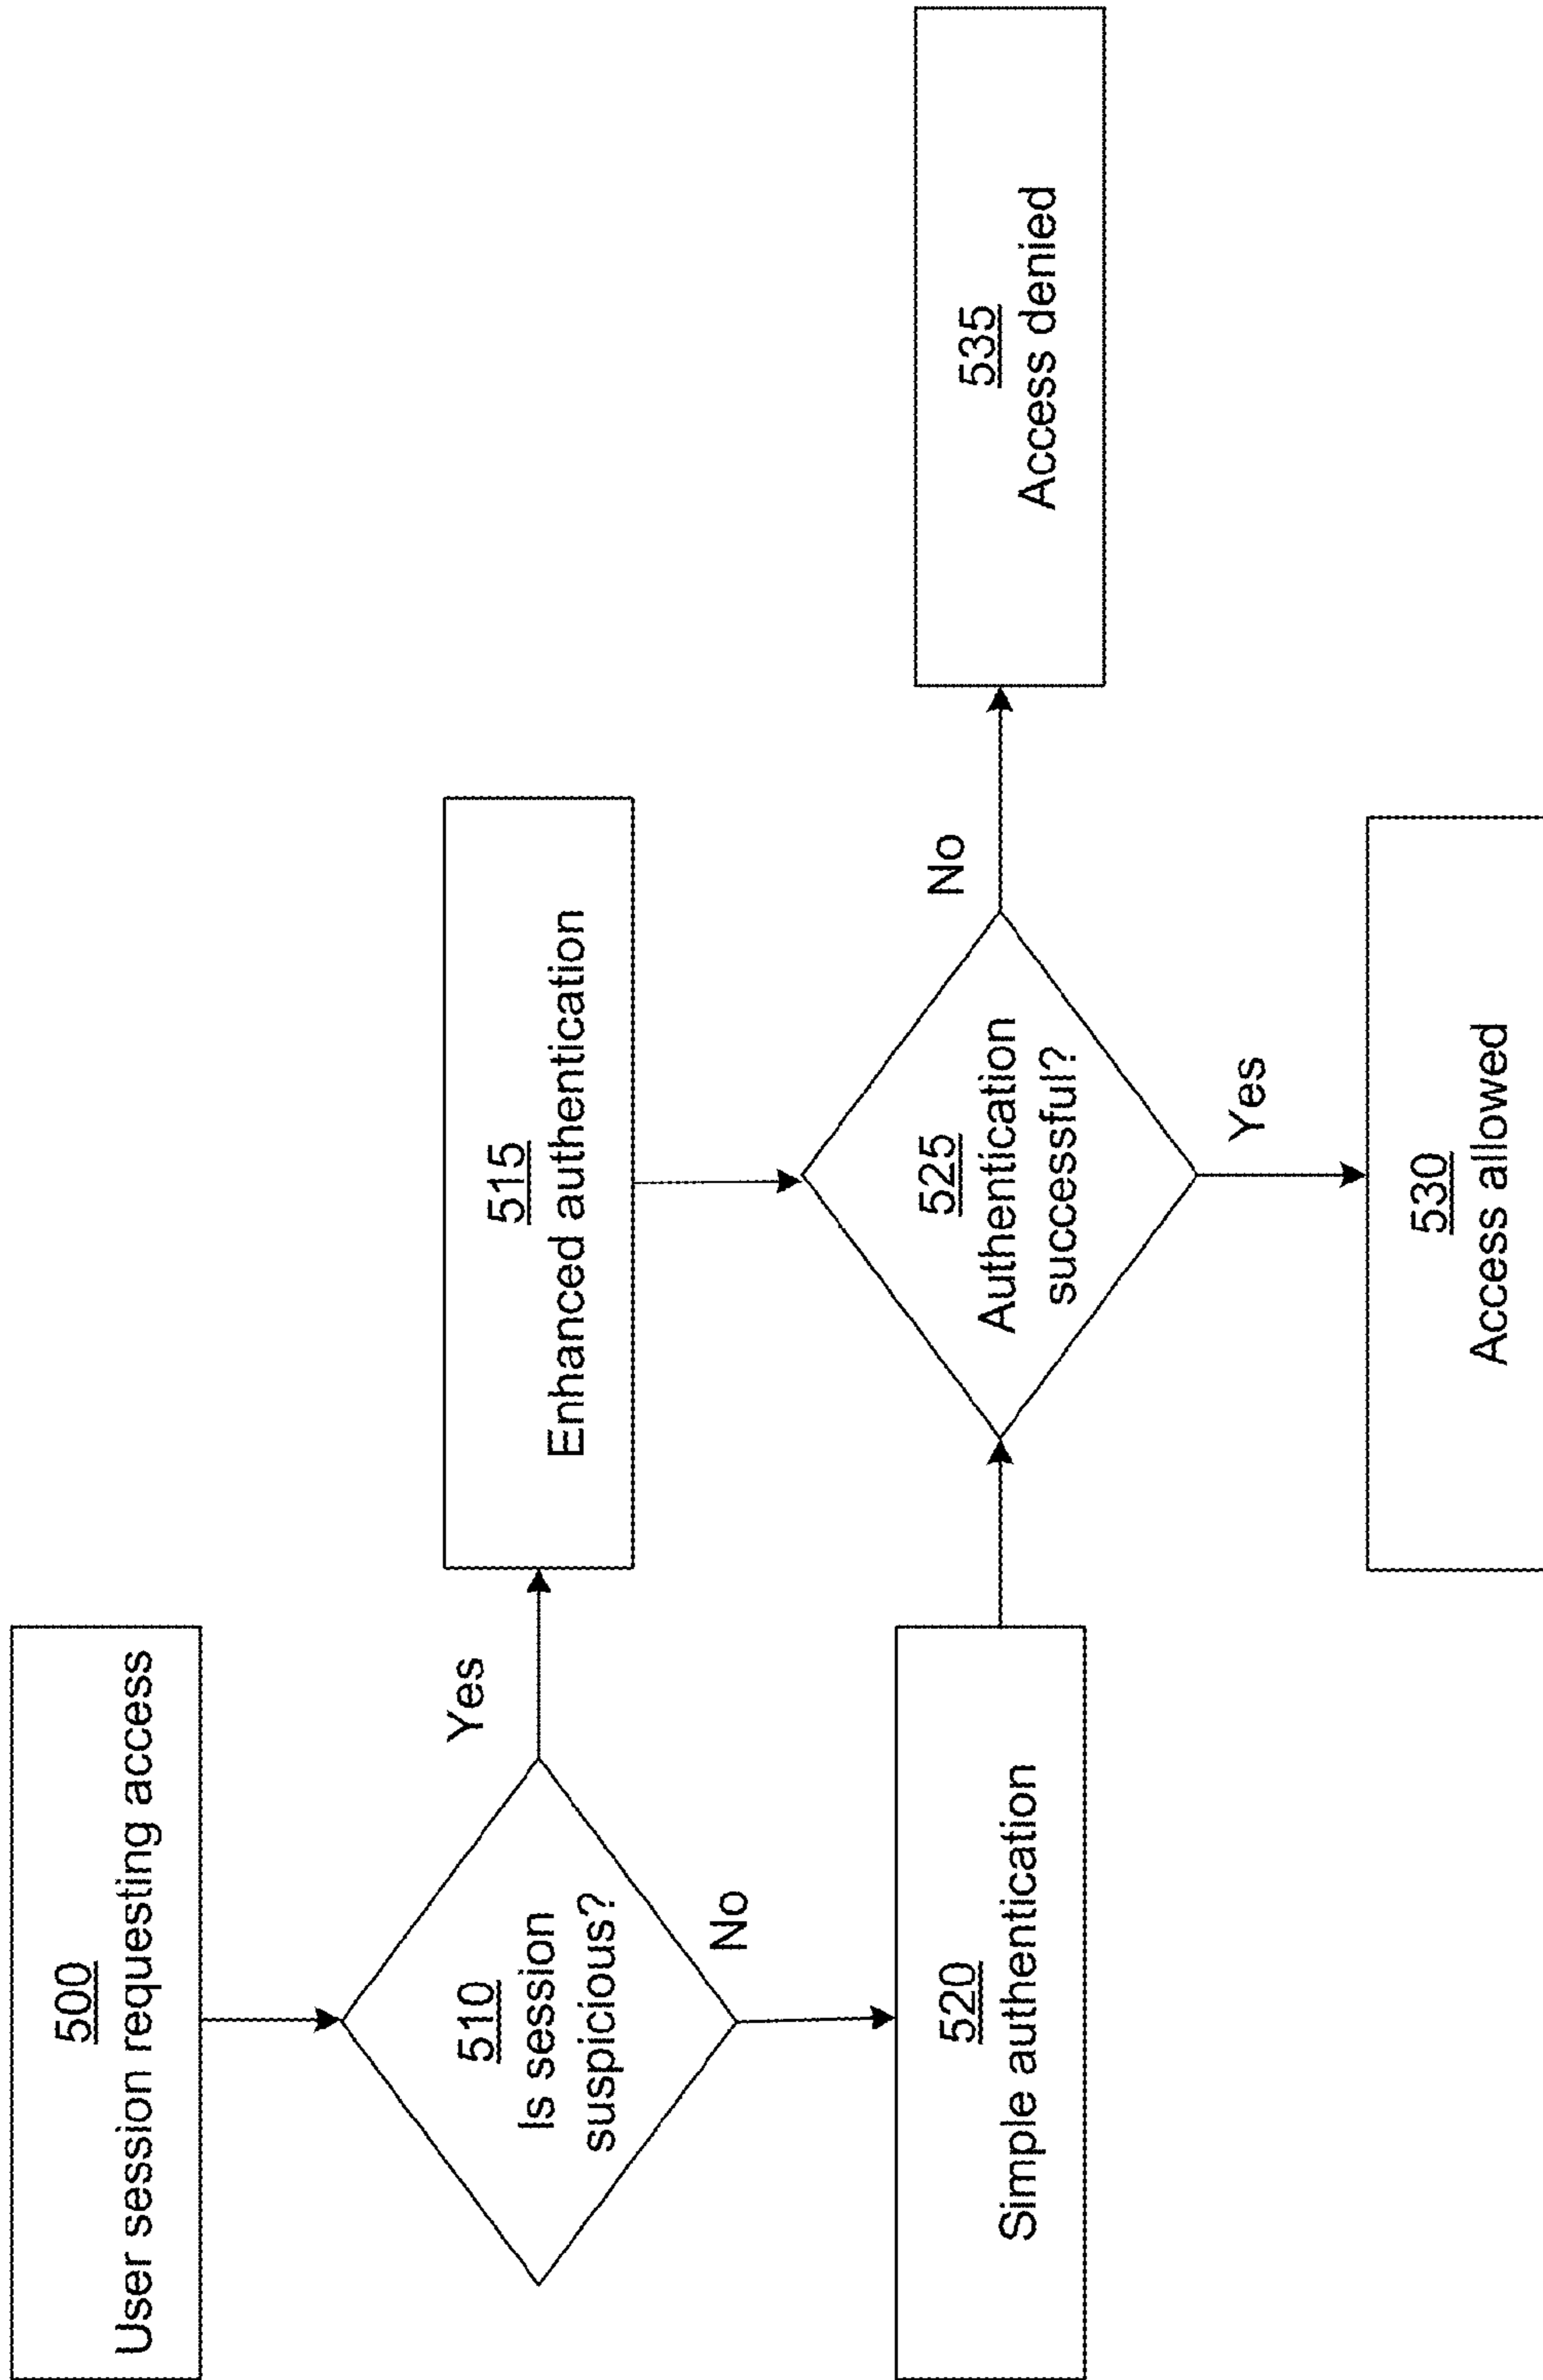 500
User session requesting access
510
Is session
suspicious?
Yes
No
515
Enhanced authentication
520
Simple authentication
525
Authentication
successful?
No
Yes
535
Access denied
530
Access allowed